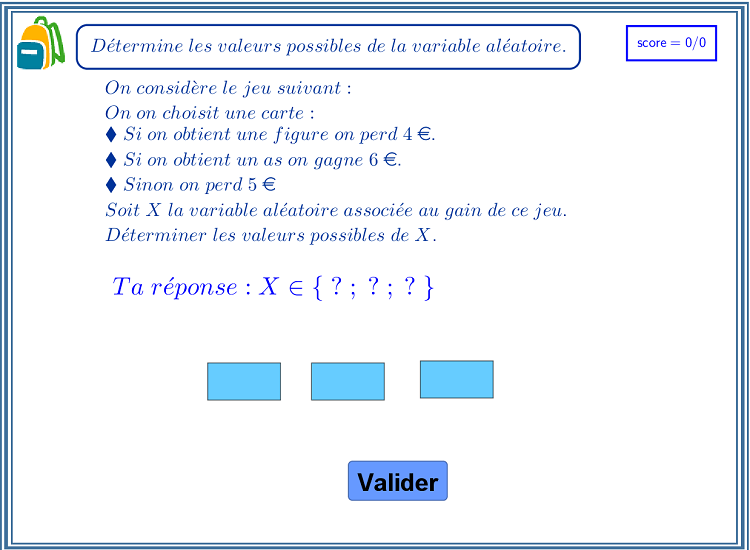 Détermine les valeurs possibles de la variable aléatoire.
score = 0/0
On considère le jeu suivant :
On on choisit une carte :
♦ Si on obtient une figure on perd 4 €.
♦ Si on obtient un as on gagne 6 €.
♦ Sinon on perd 5 €
Soit X la variable aléatoire associée au gain de ce jeu.
Déterminer les valeurs possibles de X.
Ta réponse : X ∈ { ? ; ? ; ? }
Valider